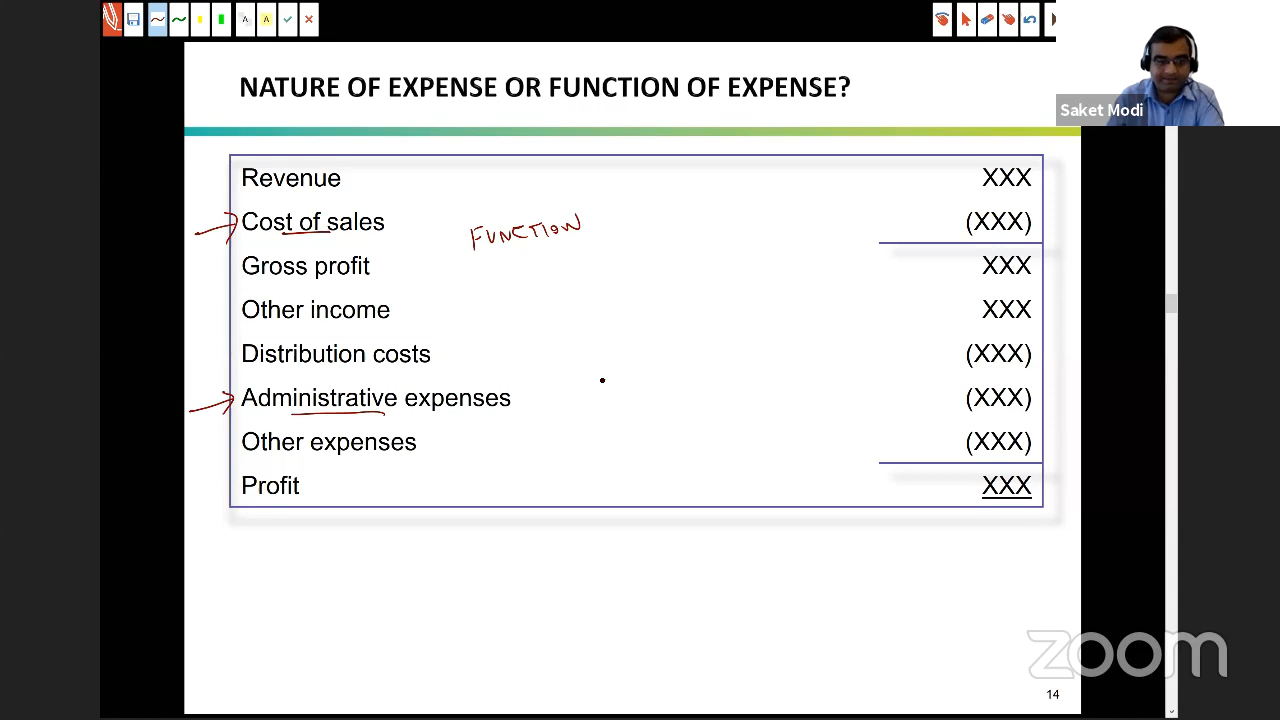 A A
Saket Modi
NATURE OF EXPENSE OR FUNCTION OF EXPENSE?
Revenue XXX
Cost of sales FUNCTION (XXX)
Gross profit XXX
Other income XXX
Distribution costs (XXX)
Administrative expenses (XXX)
Other expenses (XXX)
Profit XXX
zoom
14